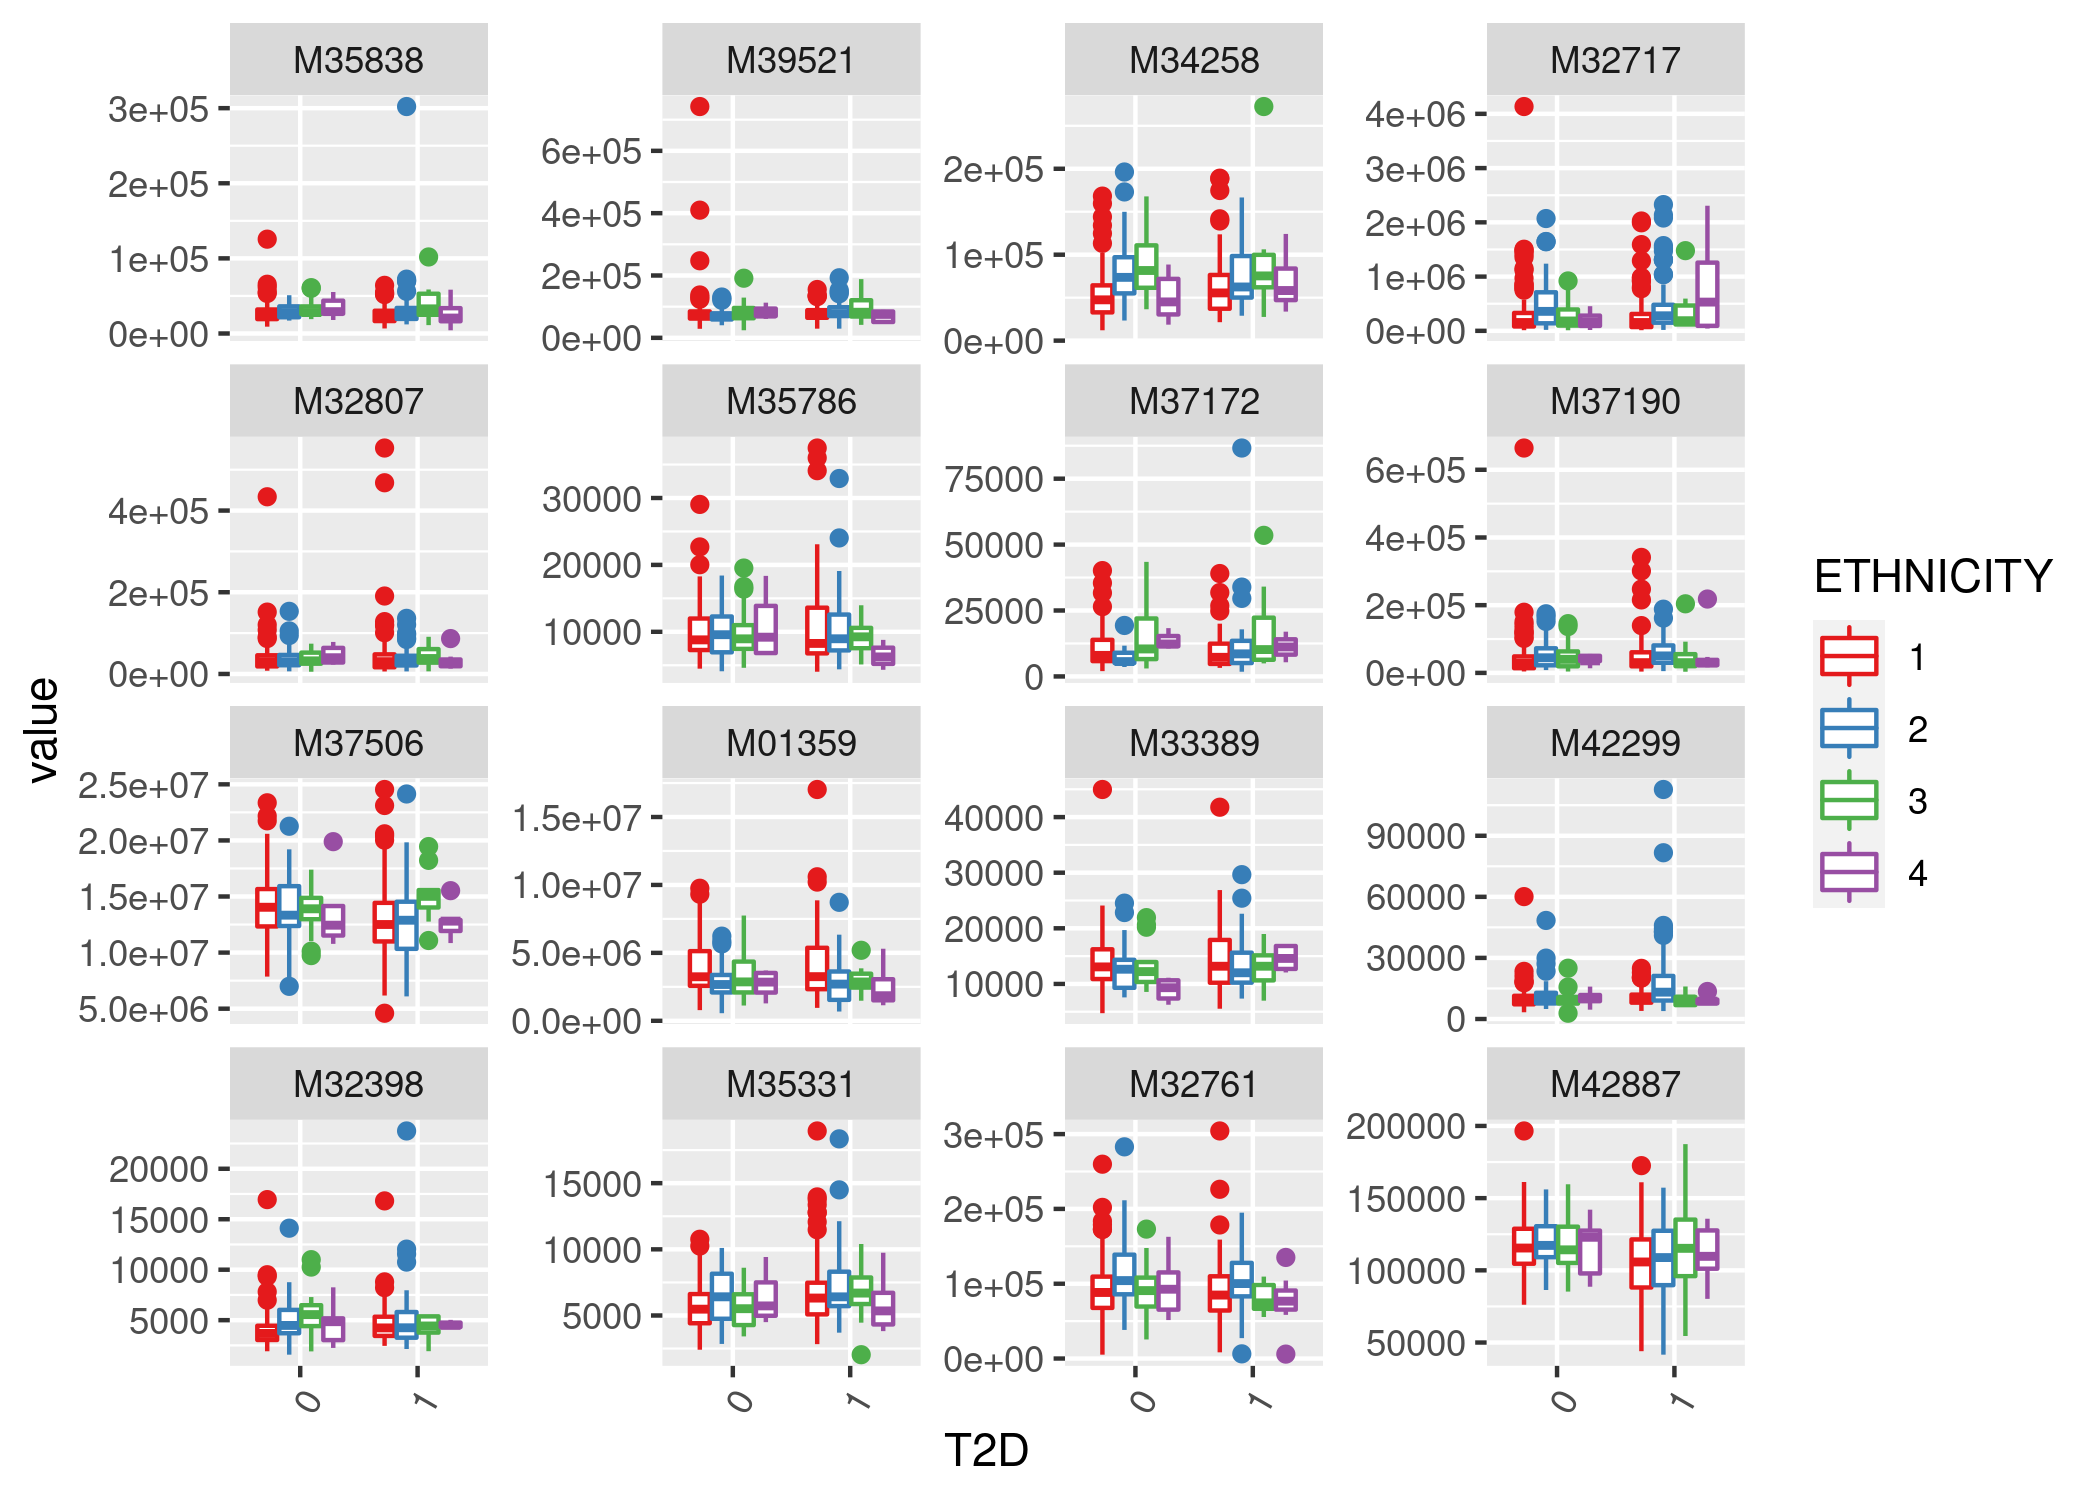 M35838 M39521 M34258 M32717
3e+05
2e+05
1e+05
0e+00
6e+05
4e+05
2e+05
0e+00
2e+05
1e+05
0e+00
4e+06
3e+06
2e+06
1e+06
0e+00
M32807 M35786 M37172 M37190
4e+05
2e+05
0e+00
30000
20000
10000
75000
50000
25000
0
6e+05
4e+05
2e+05
0e+00
M37506 M01359 M33389 M42299
2.5e+07
2.0e+07
1.5e+07
1.0e+07
5.0e+06
1.5e+07
1.0e+07
5.0e+06
0.0e+00
40000
30000
20000
10000
90000
60000
30000
0
M32398 M35331 M32761 M42887
20000
15000
10000
5000
15000
10000
5000
3e+05
2e+05
1e+05
0e+00
200000
150000
100000
50000
0 1 0 1 0 1 0 1
T2D
value
ETHNICITY
1
2
3
4